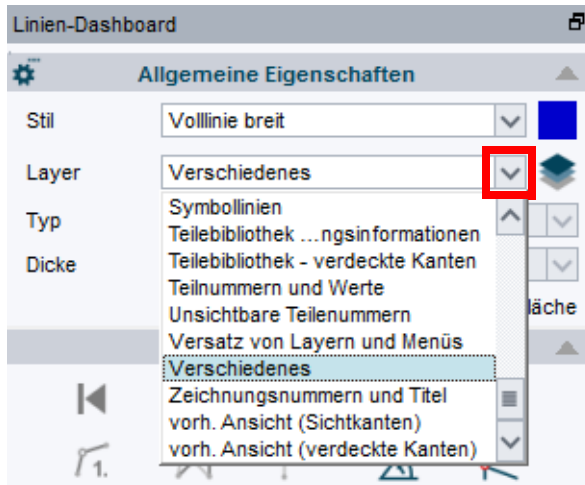 Linien-Dashboard
Allgemeine Eigenschaften
Stil Volllinie breit
Layer Verschiedenes
Typ
Dicke
Symbollinien
Teilebibliothek ...ngsinformationen
Teilebibliothek - verdeckte Kanten
Teilnummern und Werte
Unsichtbare Teilenummern
läche
Versatz von Layern und Menüs
Verschiedenes
Zeichnungsnummern und Titel
vorh. Ansicht (Sichtkanten)
vorh. Ansicht (verdeckte Kanten)
1.